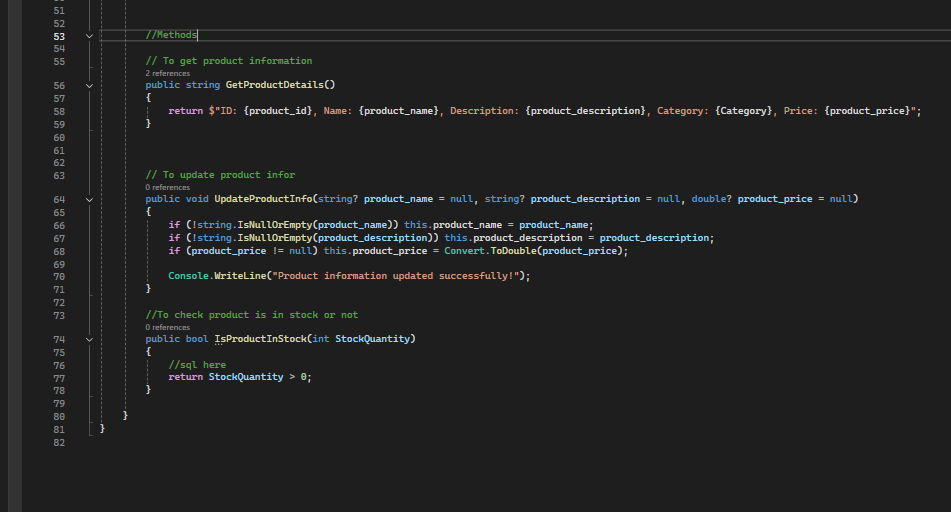 51
52
53 //Methods
54
55 // To get product information
2 references
56 public string GetProductDetails()
57 {
58 return $"ID: {product_id}, Name: {product_name}, Description: {product_description}, Category: {Category}, Price: {product_price}";
59 }
60
61
62
63 // To update product infor
0 references
64 public void UpdateProductInfo(string? product_name = null, string? product_description = null, double? product_price = null)
65 {
66 if (!string.IsNullOrEmpty(product_name)) this.product_name = product_name;
67 if (!string.IsNullOrEmpty(product_description)) this.product_description = product_description;
68 if (product_price != null) this.product_price = Convert.ToDouble(product_price);
69
70 Console.WriteLine("Product information updated successfully!");
71 }
72
73 //To check product is in stock or not
0 references
74 public bool IsProductInStock(int StockQuantity)
75 {
76 //sql here
77 return StockQuantity > 0;
78 }
79
80 }
81 }
82